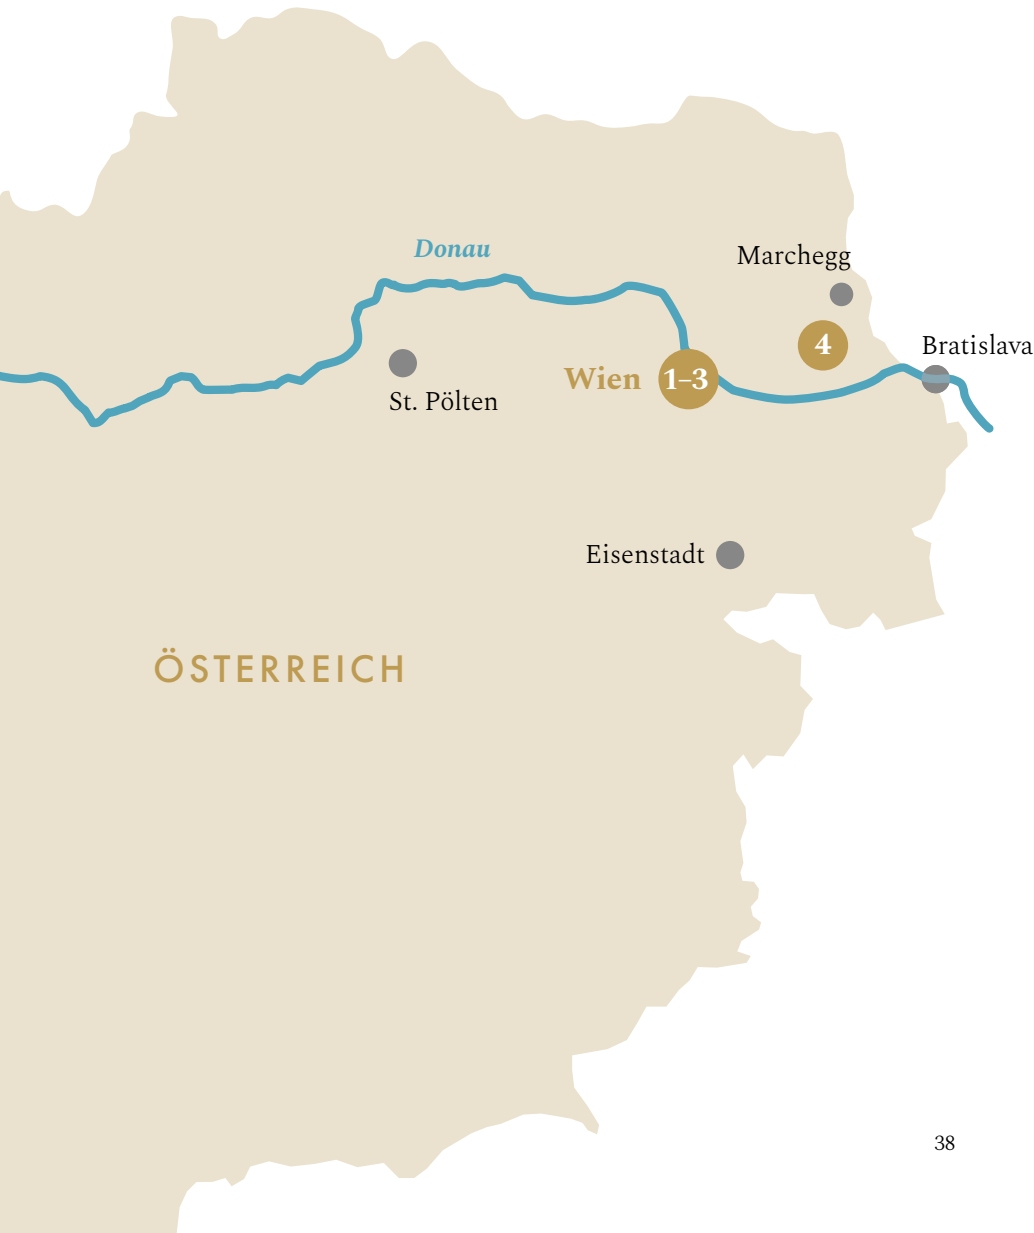 Donau
Marchegg
4
Bratislava
Wien
1–3
St. Pölten
Eisenstadt
ÖSTERREICH
38